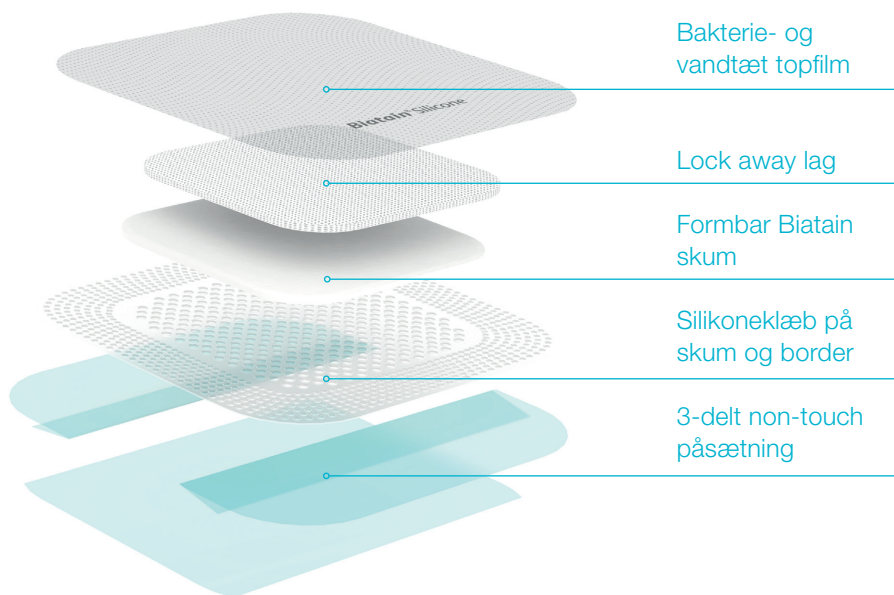 Bakterie- og
vandtæt topfilm
Biatain® Silicone
Lock away lag
Formbar Biatain
skum
Silikoneklæb på
skum og border
3-delt non-touch
påsætning